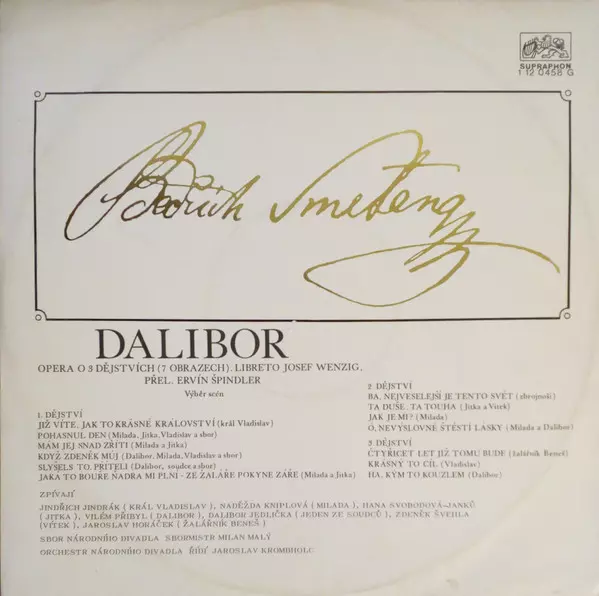 SUPRAPHON
1 12 0458 G
Bedřich Smetana
DALIBOR
OPERA O 3 DĚJSTVÍCH (7 OBRAZECH). LIBRETO JOSEF WENZIG,
PŘEL. ERVÍN ŠPINDLER
Výběr scén
1. DĚJSTVÍ
JIŽ VÍTE, JAK TO KRÁSNÉ KRÁLOVSTVÍ (král Vladislav)
POHASNUL DEN (Milada, Jitka, Vladislav a sbor)
MÁM JEJ SNAD ZŘÍTI (Milada a Jitka)
KDYŽ ZDENĚK MŮJ (Dalibor, Milada, Vladislav a sbor)
SLYŠELS TO, PŘÍTELI (Dalibor, soudce a sbor)
JAKÁ TO BOUŘE ŇADRA MI PLNÍ - ZE ŽALÁŘE POKYNE ZÁŘE (Milada a Jitka)
2. DĚJSTVÍ
BA, NEJVESELEJŠÍ JE TENTO SVĚT (zbrojnoši)
TA DUŠE, TA TOUHA (Jitka a Vítek)
JAK JE MI? (Milada)
Ó, NEVÝSLOVNÉ ŠTĚSTÍ LÁSKY (Milada a Dalibor)
3. DĚJSTVÍ
ČTYŘICET LET JIŽ TOMU BUDE (žalářník Beneš)
KRÁSNÝ TO CÍL (Vladislav)
HA, KÝM TO KOUZLEM (Dalibor)
ZPÍVAJÍ
JINDŘICH JINDRÁK ( KRÁL VLADISLAV ), NADĚŽDA KNIPLOVÁ ( MILADA ), HANA SVOBODOVÁ-JANKŮ
( JITKA ), VILÉM PŘIBYL ( DALIBOR ), DALIBOR JEDLIČKA ( JEDEN ZE SOUDCŮ ), ZDENĚK ŠVEHLA
(VÍTEK ), JAROSLAV HORÁČEK ( ŽALÁŘNÍK BENEŠ )
SBOR NÁRODNÍHO DIVADLA SBORMISTR MILAN MALÝ
ORCHESTR NÁRODNÍHO DIVADLA ŘÍDÍ JAROSLAV KROMBHOLC